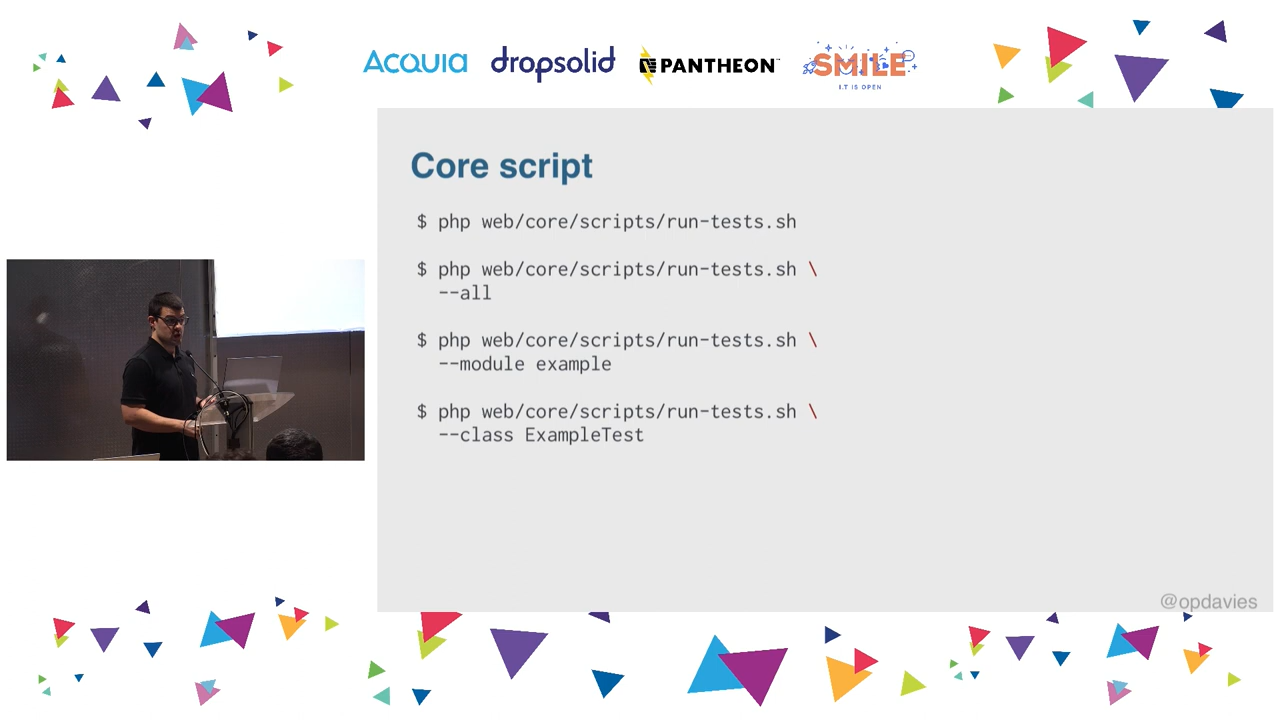 Acquia
dropsolid
PANTHEON
SMILE
I.T IS OPEN
Core script
$ php web/core/scripts/run-tests.sh
$ php web/core/scripts/run-tests.sh \
--all
$ php web/core/scripts/run-tests.sh \
--module example
$ php web/core/scripts/run-tests.sh \
--class ExampleTest
@opdavies